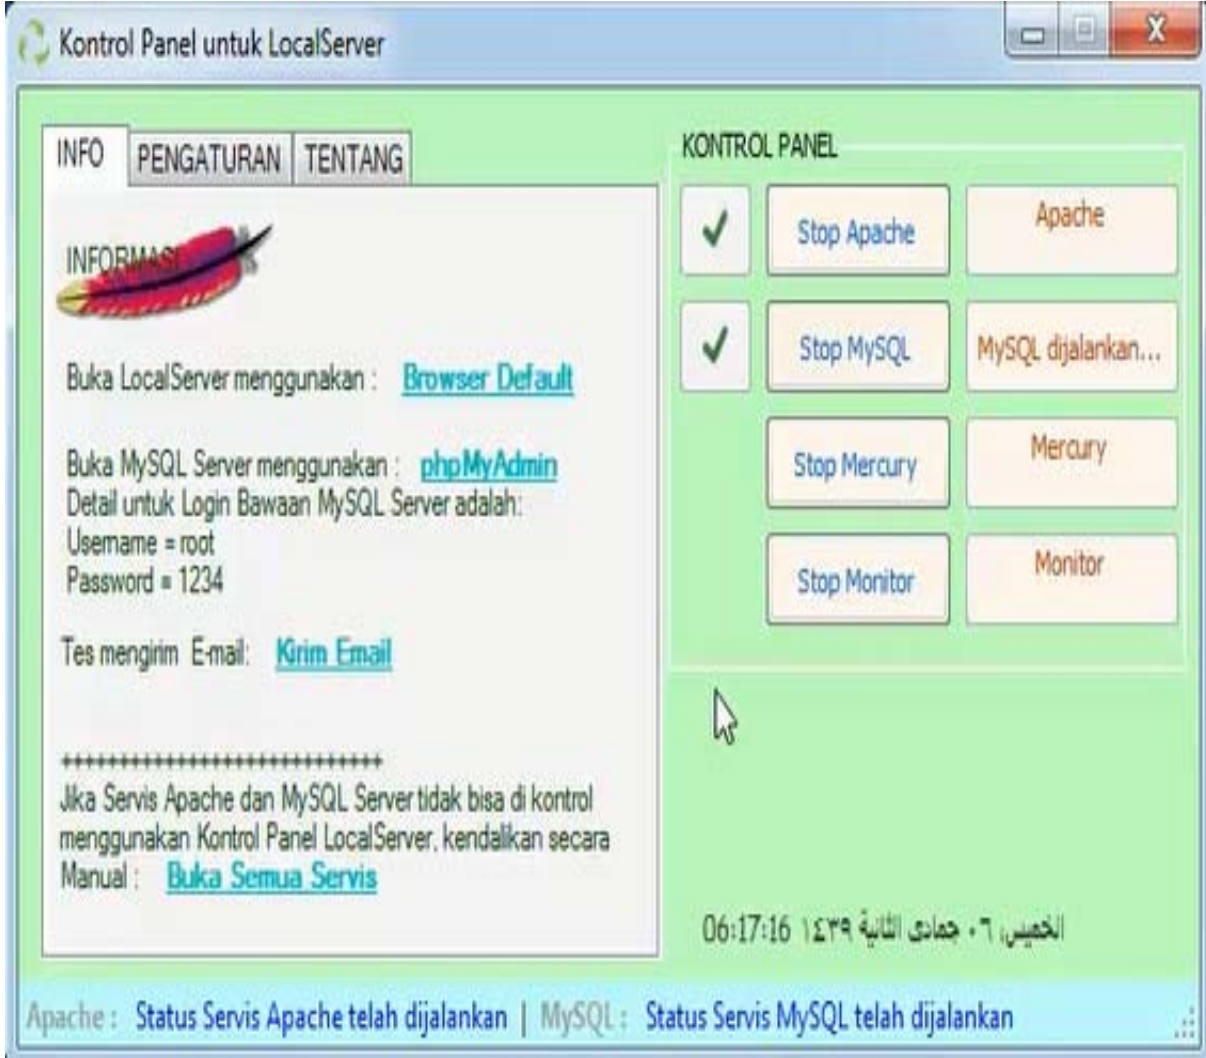 Kontrol Panel untuk LocalServer
INFO
PENGATURAN
TENTANG
INFORMASI
Buka LocalServer menggunakan : Browser Default
Buka MySQL Server menggunakan : phpMyAdmin
Detail untuk Login Bawaan MySQL Server adalah:
Username = root
Password = 1234
Tes mengirim E-mail: Kirim Email
++++++++++++++++++++++++++++
Jika Servis Apache dan MySQL Server tidak bisa di kontrol
menggunakan Kontrol Panel LocalServer, kendalikan secara
Manual : Buka Semua Servis
KONTROL PANEL
Stop Apache
Apache
Stop MySQL
MySQL dijalankan...
Stop Mercury
Mercury
Stop Monitor
Monitor
الخميس, ٠٦ جمادى الثانية ١٤٣٩ 06:17:16
Apache : Status Servis Apache telah dijalankan | MySQL : Status Servis MySQL telah dijalankan